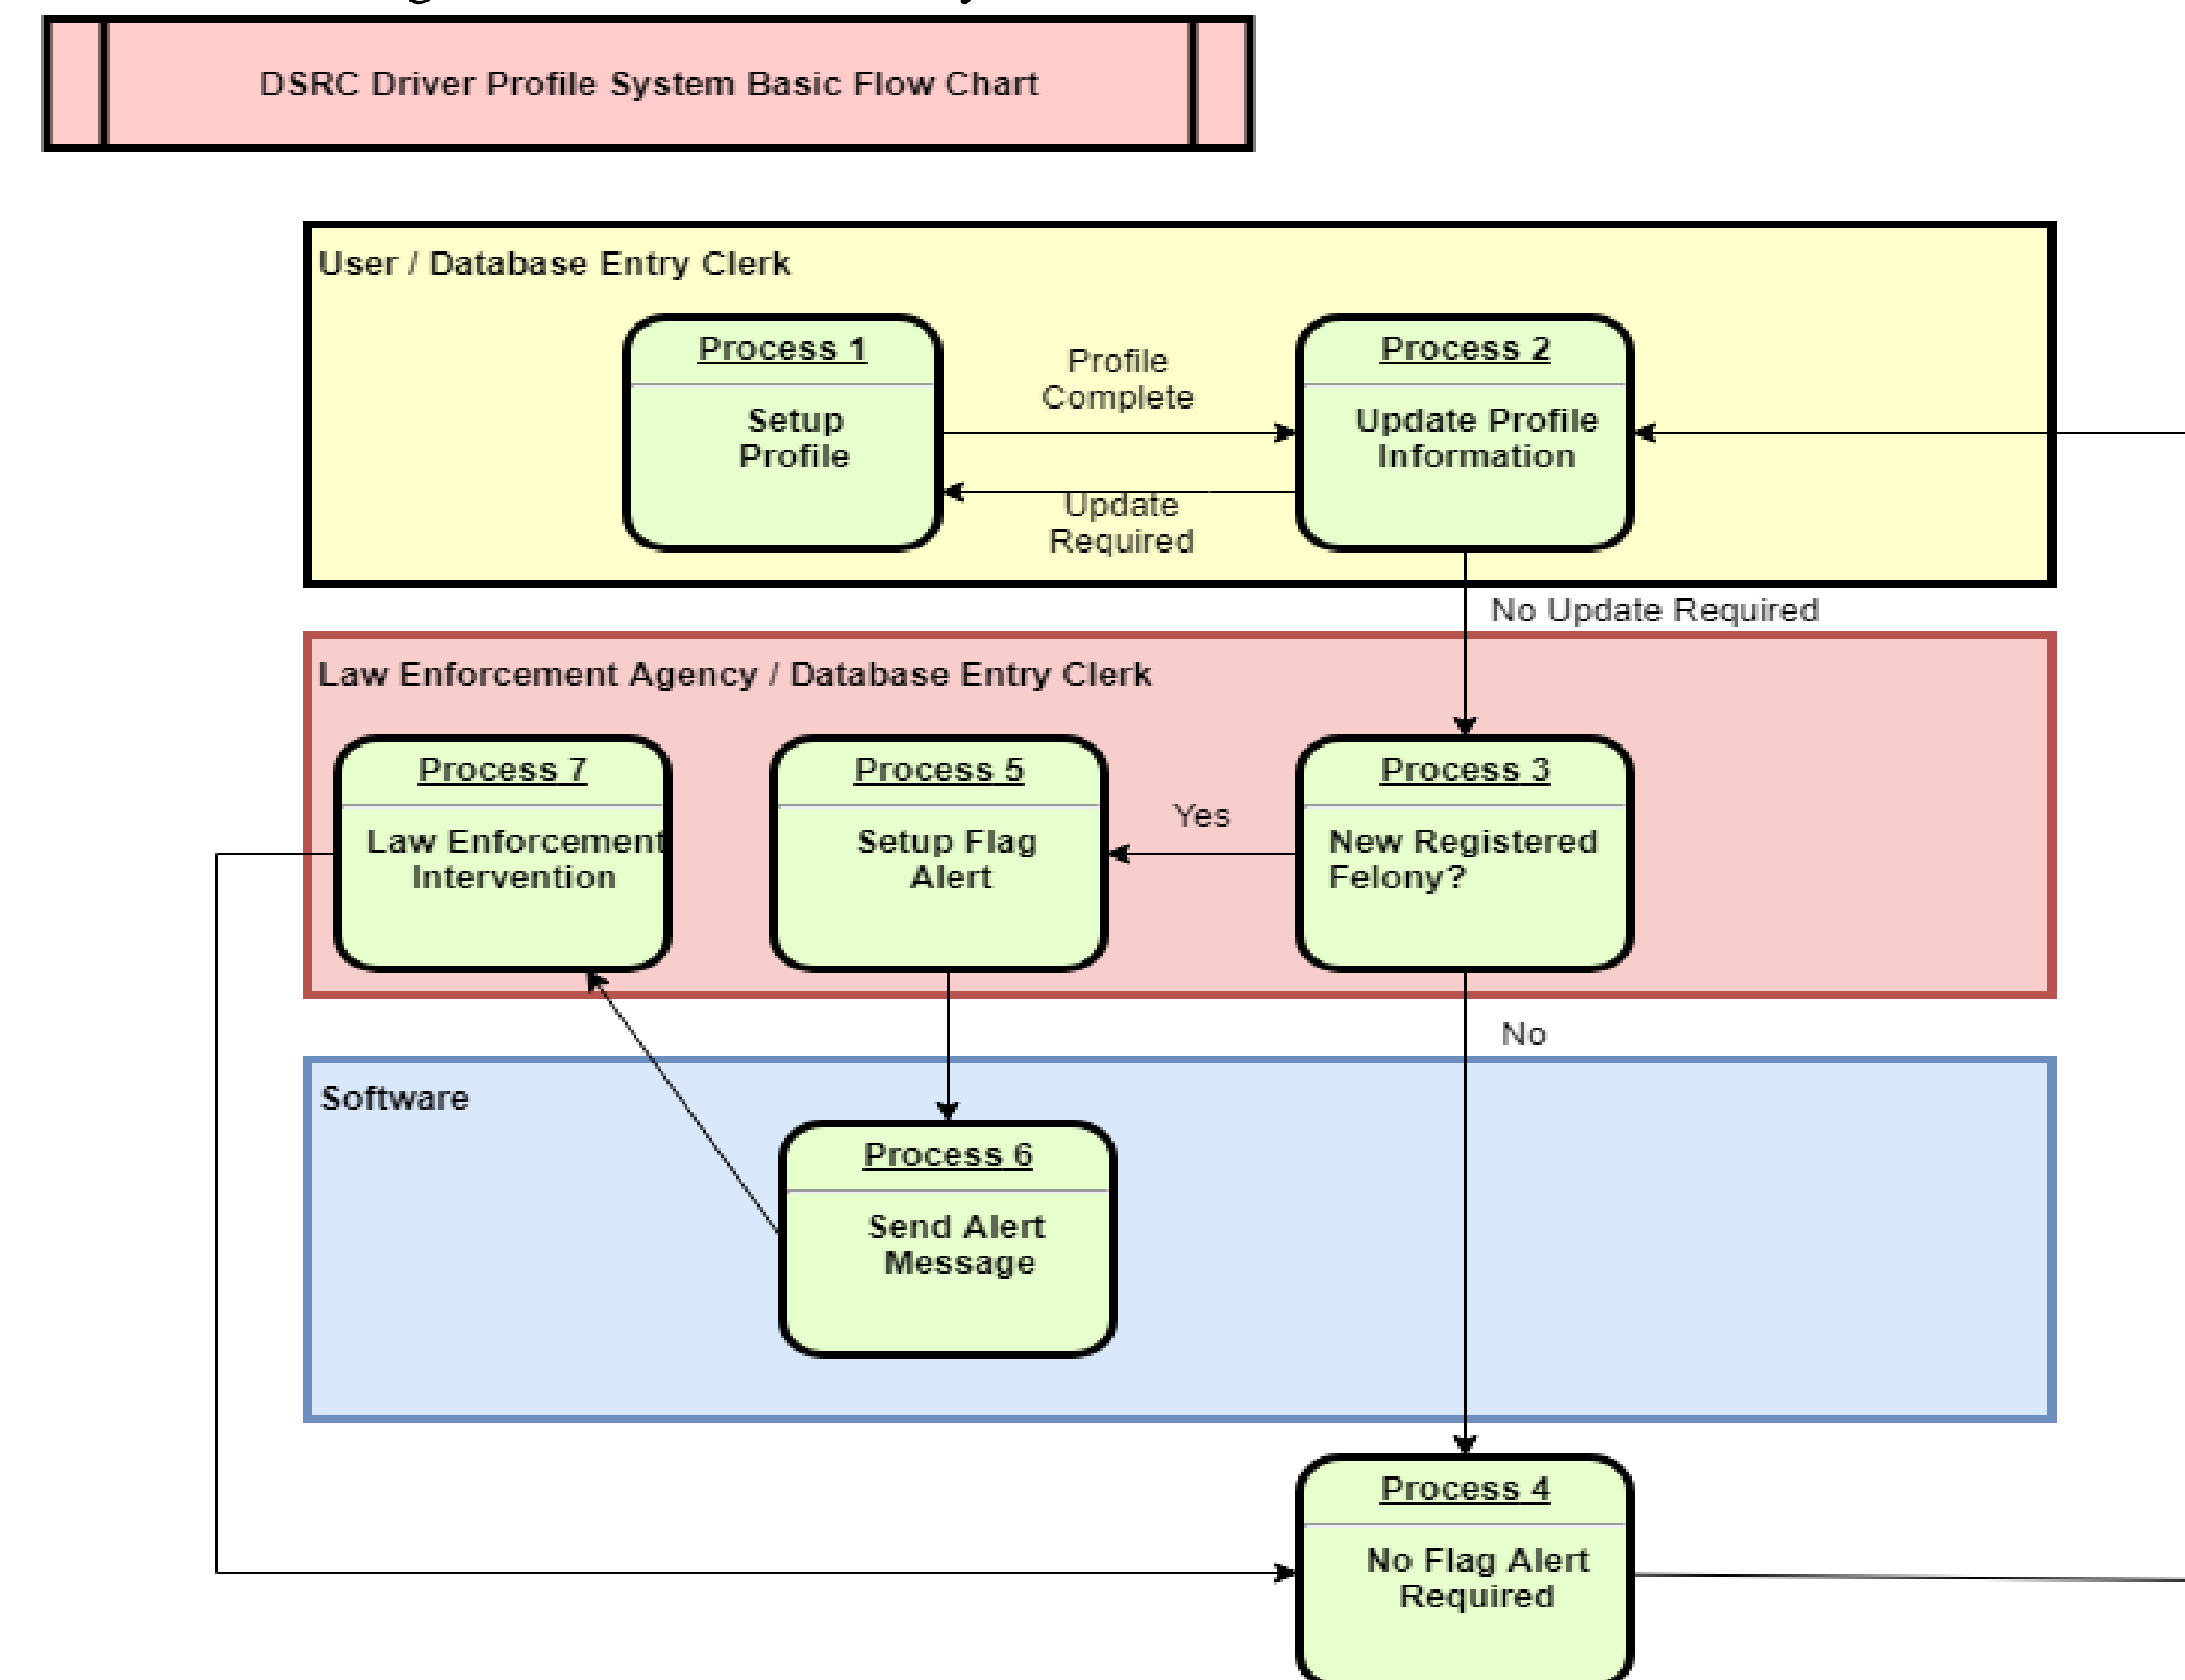 DSRC Driver Profile System Basic Flow Chart
User / Database Entry Clerk
Process 1
Setup
Profile
Profile
Complete
Update
Required
Process 2
Update Profile
Information
No Update Required
Law Enforcement Agency / Database Entry Clerk
Process 7
Law Enforcement
Intervention
Process 5
Setup Flag
Alert
Yes
Process 3
New Registered
Felony?
No
Software
Process 6
Send Alert
Message
Process 4
No Flag Alert
Required